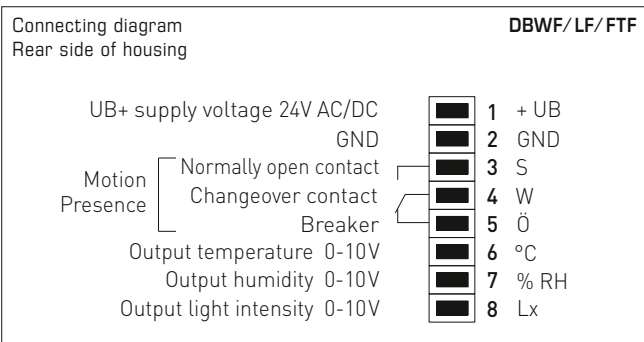 Connecting diagram DBWF/LF/FTF
Rear side of housing
UB+ supply voltage 24V AC/DC 1 + UB
GND 2 GND
Motion Presence
Normally open contact 3 S
Changeover contact 4 W
Breaker 5 Ö
Output temperature 0-10V 6 °C
Output humidity 0-10V 7 % RH
Output light intensity 0-10V 8 Lx